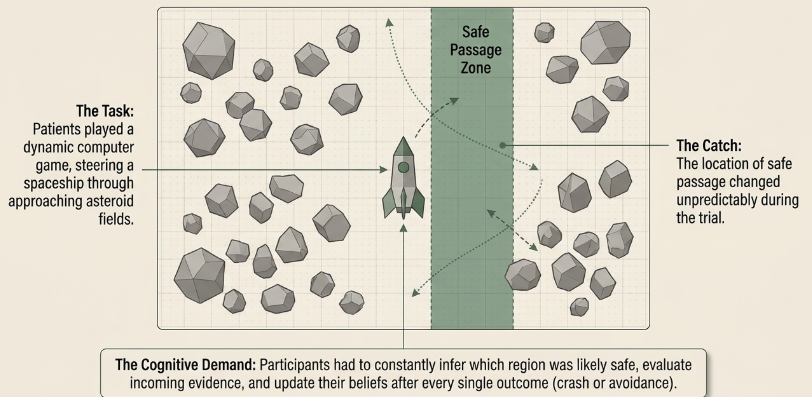 Safe
Passage
Zone
The Task:
Patients played a
dynamic computer
game, steering a
spaceship through
approaching asteroid
fields.
The Catch:
The location of safe
passage changed
unpredictably during
the trial.
The Cognitive Demand: Participants had to constantly infer which region was likely safe, evaluate
incoming evidence, and update their beliefs after every single outcome (crash or avoidance).